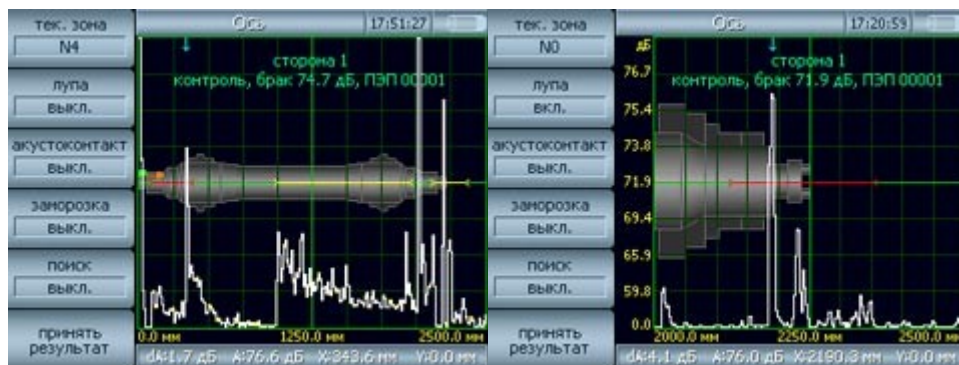 тек. зона
N4
лупа
выкл.
акустоконтакт
выкл.
заморозка
выкл.
поиск
выкл.
принять
результат
Ось
17:51:27
сторона 1
контроль, брак 74.7 дБ, ПЭП 00001
0.0 мм
1250.0 мм
2500.0 мм
dA:1.7 дБ A:76.6 дБ X:343.6 мм Y:0.0 мм
тек. зона
N0
лупа
вкл.
акустоконтакт
выкл.
заморозка
выкл.
поиск
выкл.
принять
результат
Ось
17:20:59
дБ
сторона 1
контроль, брак 71.9 дБ, ПЭП 00001
76.7
75.4
73.8
71.9
69.4
65.9
59.8
0.0
2000.0 мм
2250.0 мм
2500.0 мм
dA:4.1 дБ A:76.0 дБ X:2190.3 мм Y:0.0 мм